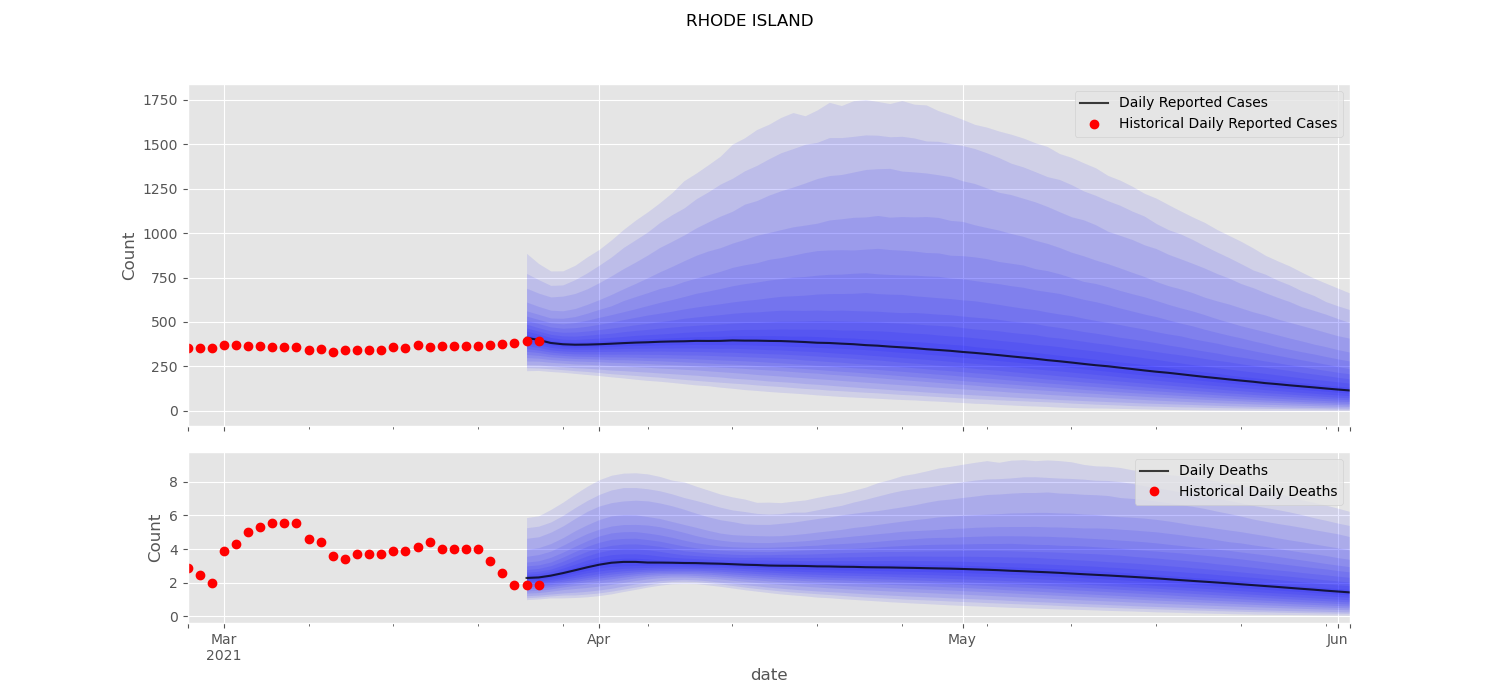 RHODE ISLAND
1750
1500
1250
1000
750
500
250
0
Count
Daily Reported Cases
Historical Daily Reported Cases
8
6
4
2
0
Count
Daily Deaths
Historical Daily Deaths
Mar Apr May Jun
2021
date